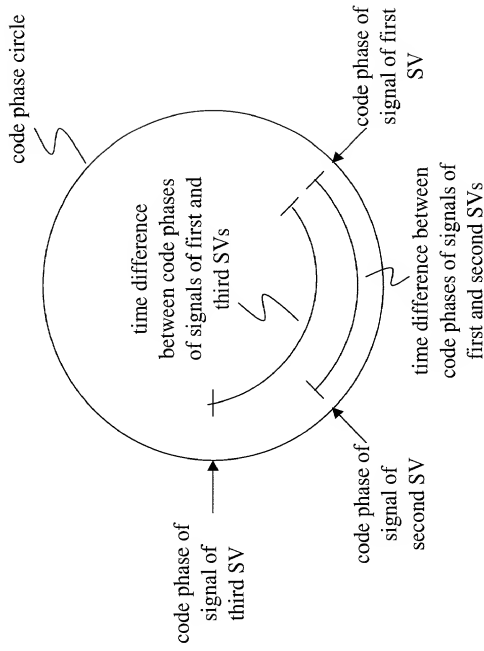 code phase circle
time difference
between code phases
of signals of first and
third SVs
code phase of
signal of first
SV
time difference between
code phases of signals of
first and second SVs
code phase of
signal of
second SV
code phase of
signal of
third SV